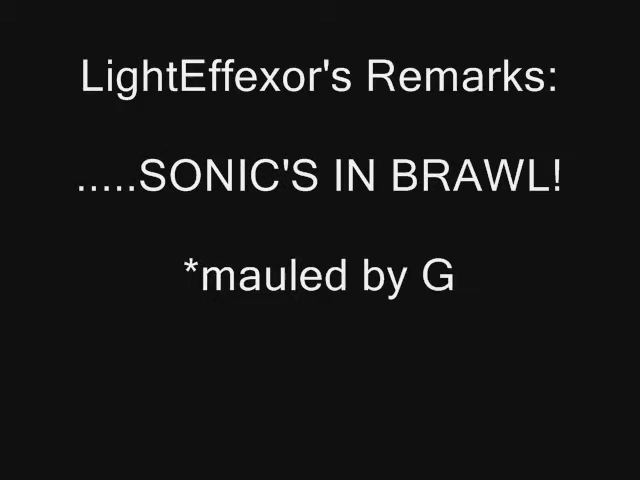 LightEffexor's Remarks:
.....SONIC'S IN BRAWL!
*mauled by G